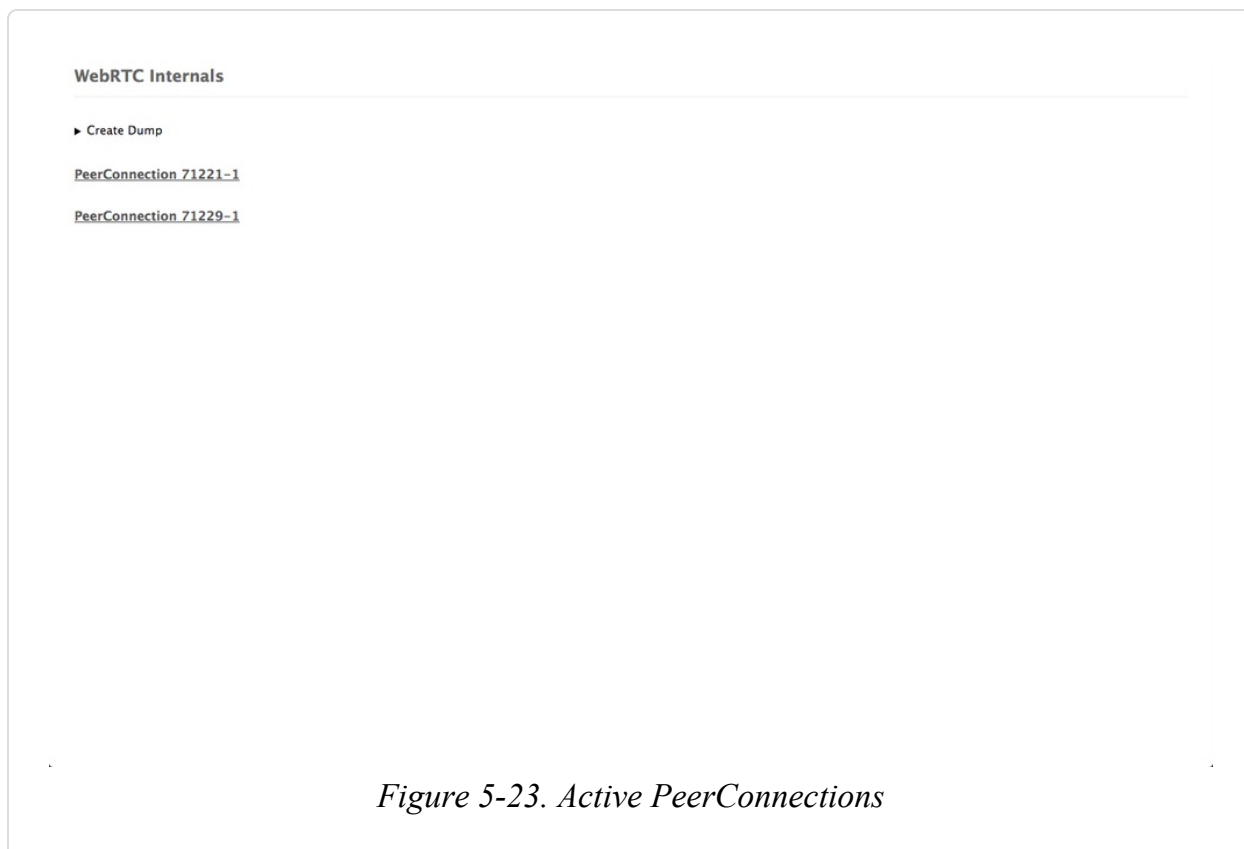 WebRTC Internals
▶ Create Dump
PeerConnection 71221-1
PeerConnection 71229-1
Figure 5-23. Active PeerConnections